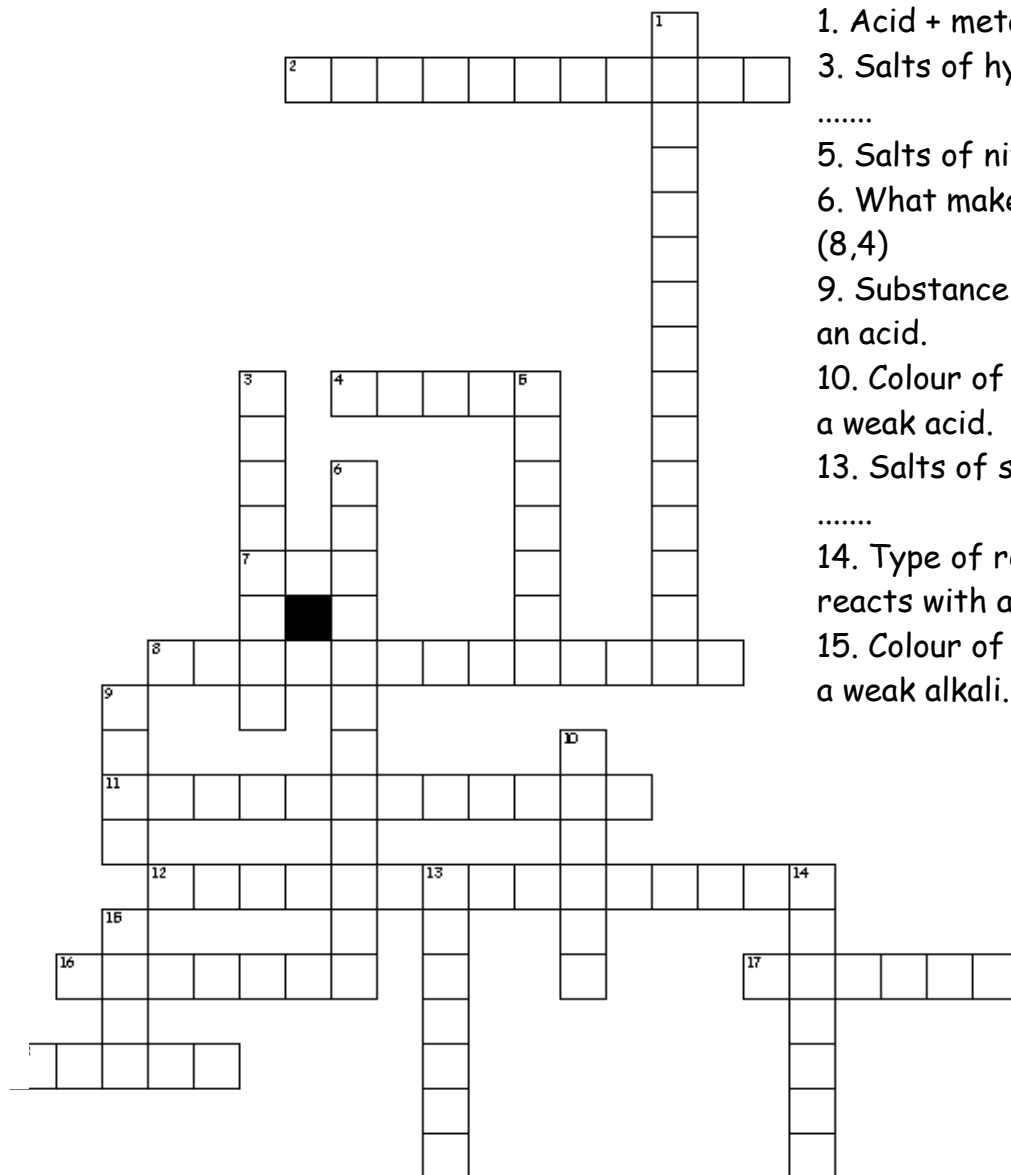 1. Acid + meta
3. Salts of hy
.......
5. Salts of ni
6. What make
(8,4)
9. Substance
an acid.
10. Colour of
a weak acid.
13. Salts of s
.......
14. Type of re
reacts with a
15. Colour of
a weak alkali.
1
2
3
4
5
6
7
8
9
10
11
12
13
14
15
16
17